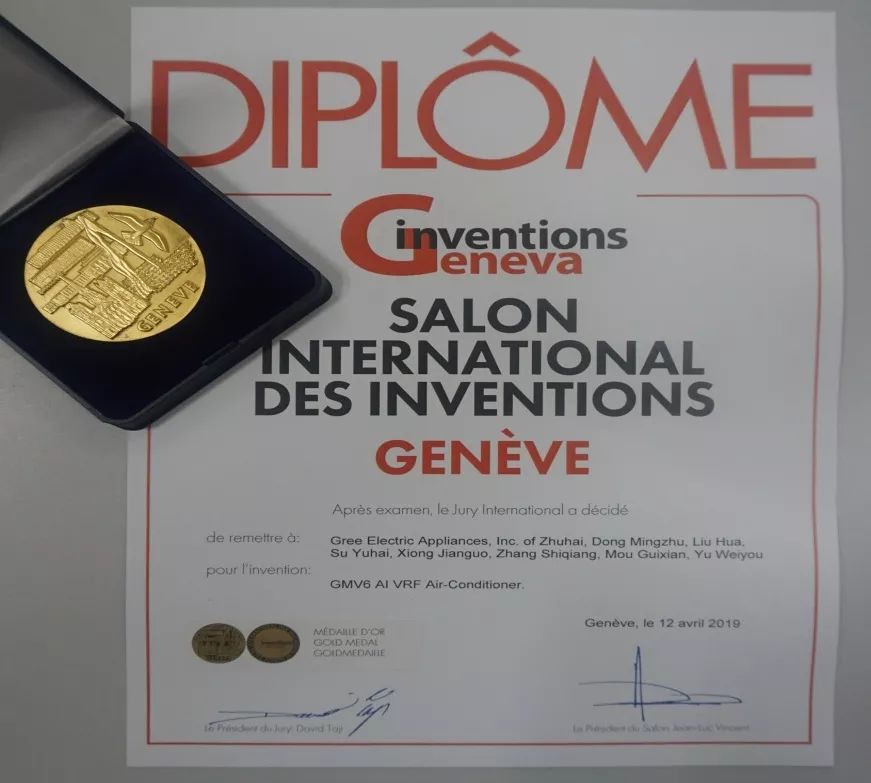 DIPLÔME
inventions
Geneva
SALON
INTERNATIONAL
DES INVENTIONS
GENÈVE
Après examen, le Jury International a décidé
de remettre à:
Gree Electric Appliances, Inc. of Zhuhai, Dong Mingzhu, Liu Hua,
Su Yuhai, Xiong Jianguo, Zhang Shiqiang, Mou Guixian, Yu Weiyou
pour l'invention:
GMV6 AI VRF Air-Conditioner.
Genève, le 12 avril 2019
MÉDAILLE D'OR
GOLD MEDAL
GOLDMEDAILLE
Le Président du Jury: David Taji
Le Président du Salon: Jean-Luc Vincent
GENEVE